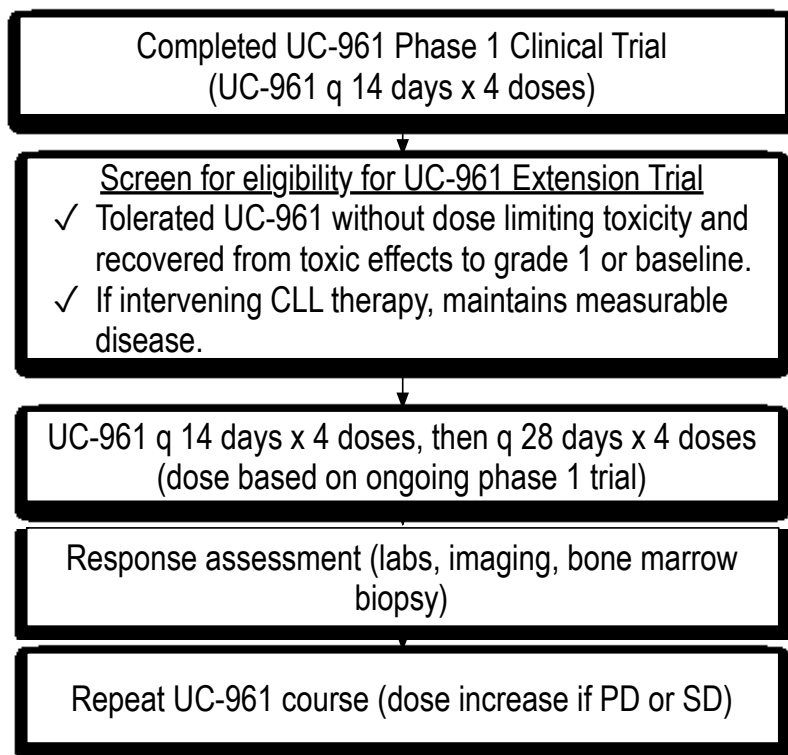 Completed UC-961 Phase 1 Clinical Trial
(UC-961 q 14 days x 4 doses)
Screen for eligibility for UC-961 Extension Trial
✓ Tolerated UC-961 without dose limiting toxicity and
recovered from toxic effects to grade 1 or baseline.
✓ If intervening CLL therapy, maintains measurable
disease.
UC-961 q 14 days x 4 doses, then q 28 days x 4 doses
(dose based on ongoing phase 1 trial)
Response assessment (labs, imaging, bone marrow
biopsy)
Repeat UC-961 course (dose increase if PD or SD)